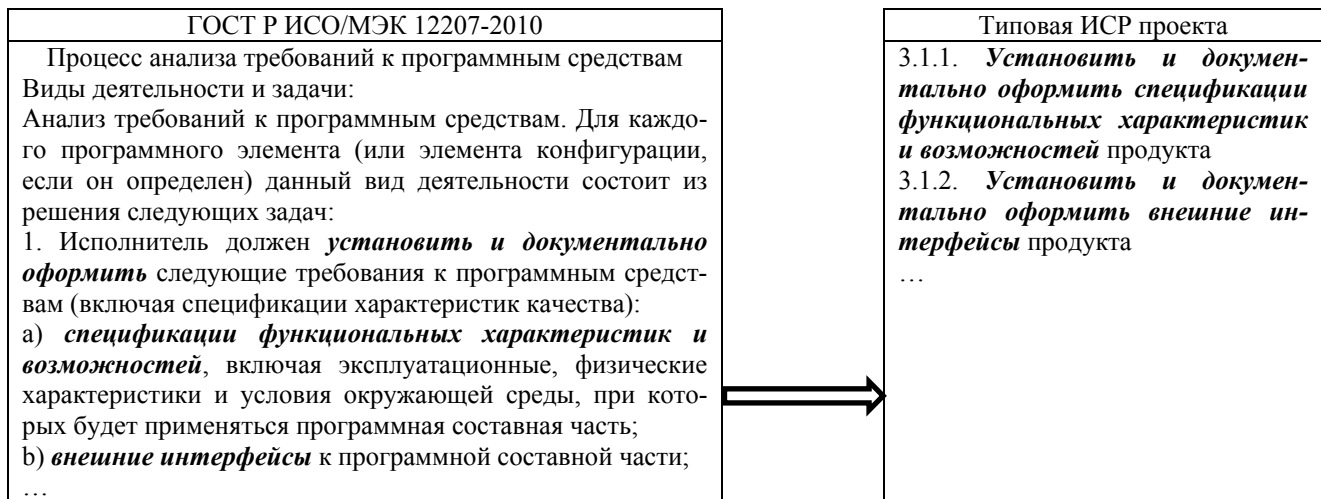 ГОСТ Р ИСО/МЭК 12207-2010
Процесс анализа требований к программным средствам
Виды деятельности и задачи:
Анализ требований к программным средствам. Для каждо-
го программного элемента (или элемента конфигурации,
если он определен) данный вид деятельности состоит из
решения следующих задач:
1. Исполнитель должен установить и документально
оформить следующие требования к программным средст-
вам (включая спецификации характеристик качества):
a) спецификации функциональных характеристик и
возможностей, включая эксплуатационные, физические
характеристики и условия окружающей среды, при кото-
рых будет применяться программная составная часть;
b) внешние интерфейсы к программной составной части;
…
Типовая ИСР проекта
3.1.1. Установить и докумен-
тально оформить спецификации
функциональных характеристик
и возможностей продукта
3.1.2. Установить и докумен-
тально оформить внешние ин-
терфейсы продукта
…